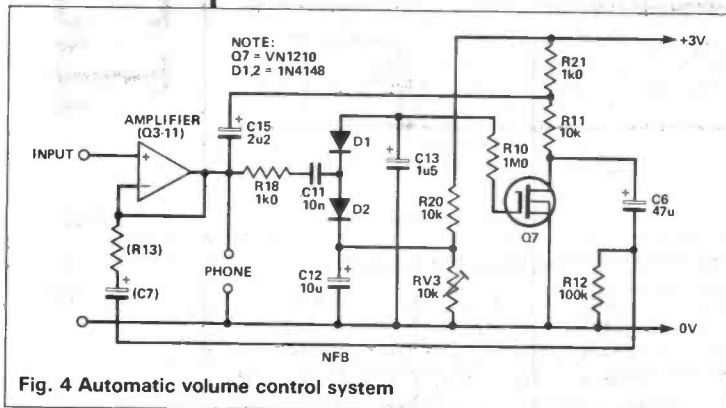 NOTE:
Q7 = VN1210
D1,2 = 1N4148
+3V
R21
1k0
AMPLIFIER
(Q3-11)
C15
2u2
R11
10k
INPUT
+
−
D1
C13
1u5
R10
1M0
R18
1k0
C11
10n
D2
R20
10k
Q7
C6
47u
(R13)
PHONE
C12
10u
RV3
10k
R12
100k
(C7)
0V
NFB
Fig. 4 Automatic volume control system